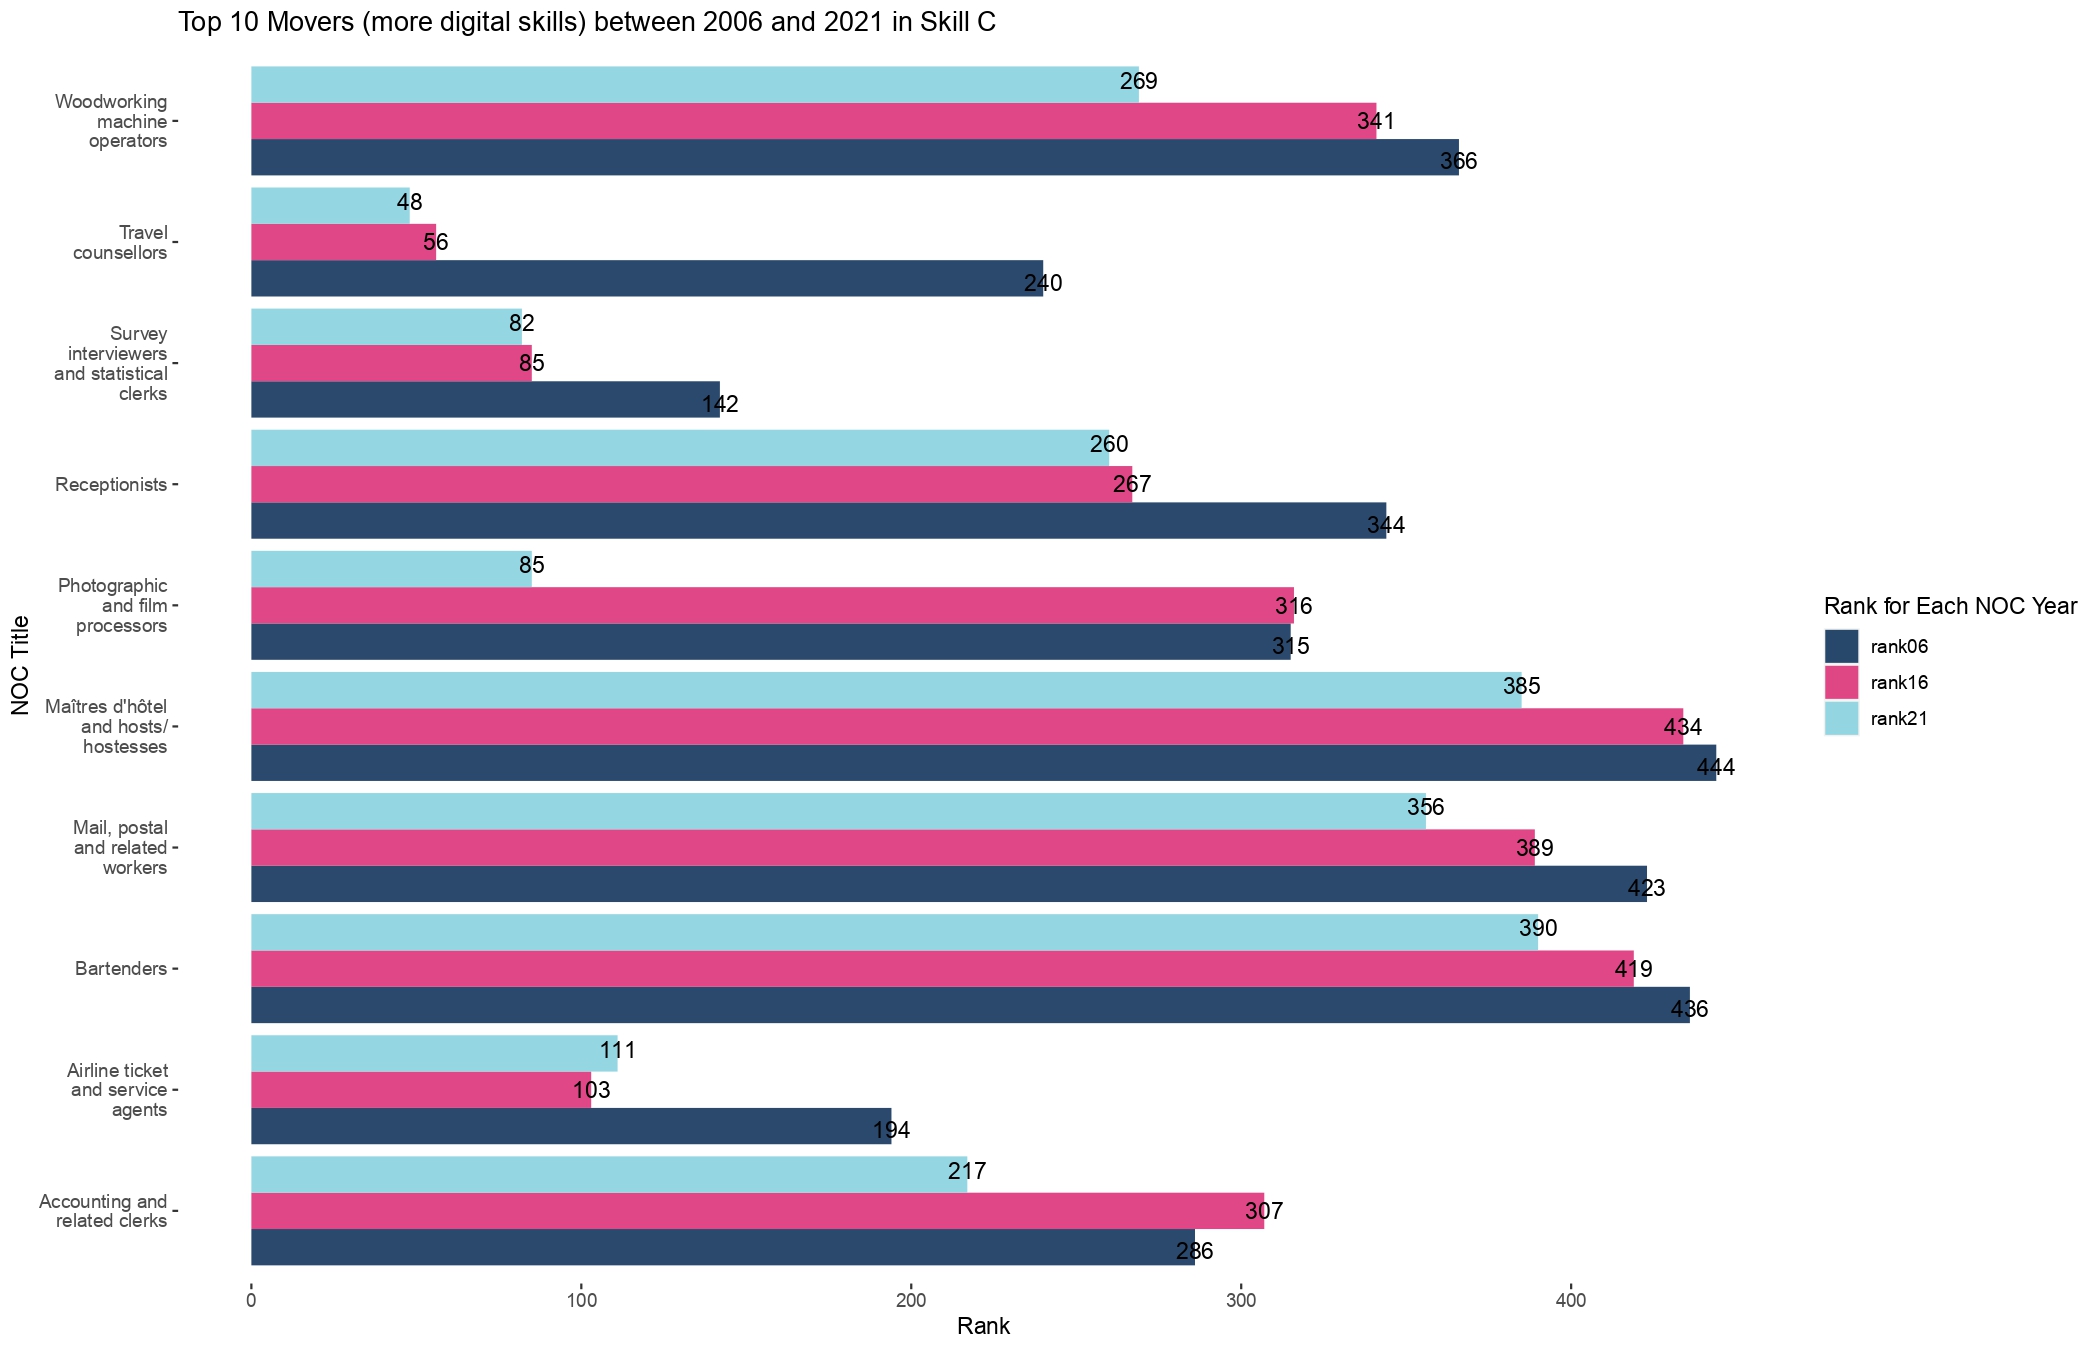 Top 10 Movers (more digital skills) between 2006 and 2021 in Skill C
NOC Title
Woodworking
machine
operators
269
341
366
Travel
counsellors
48
56
240
Survey
interviewers
and statistical
clerks
82
85
142
Receptionists
260
267
344
Photographic
and film
processors
85
316
315
Maîtres d'hôtel
and hosts/
hostesses
385
434
444
Mail, postal
and related
workers
356
389
423
Bartenders
390
419
436
Airline ticket
and service
agents
111
103
194
Accounting and
related clerks
217
307
286
0
100
200
300
400
Rank
Rank for Each NOC Year
rank06
rank16
rank21